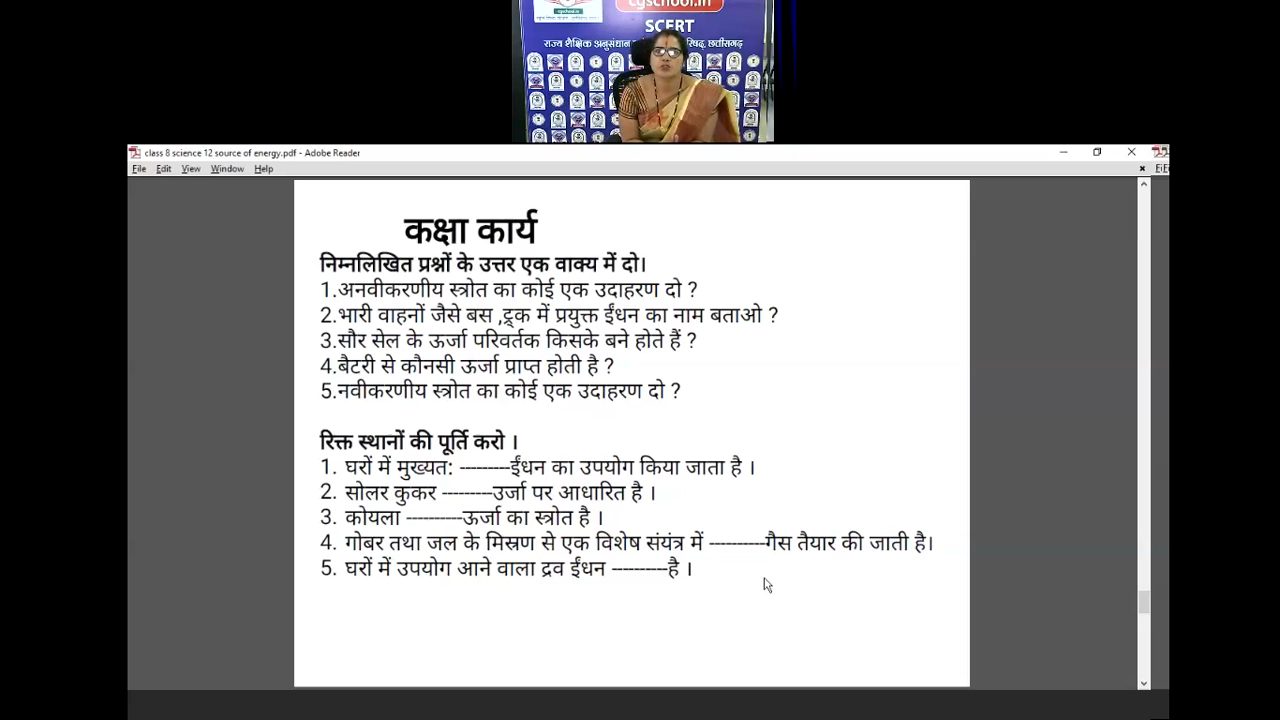 cgschool.in
cgschool.in
SCERT
class 8 science 12 source of energy.pdf - Adobe Reader
File Edit View Window Help
कक्षा कार्य
निम्नलिखित प्रश्नों के उत्तर एक वाक्य में दो।
1.अनवीकरणीय स्त्रोत का कोई एक उदाहरण दो ?
2.भारी वाहनों जैसे बस ,ट्र्क में प्रयुक्त ईंधन का नाम बताओ ?
3.सौर सेल के ऊर्जा परिवर्तक किसके बने होते हैं ?
4.बैटरी से कौनसी ऊर्जा प्राप्त होती है ?
5.नवीकरणीय स्त्रोत का कोई एक उदाहरण दो ?
रिक्त स्थानों की पूर्ति करो ।
1. घरों में मुख्यत: ---------ईंधन का उपयोग किया जाता है ।
2. सोलर कुकर ---------उर्जा पर आधारित है ।
3. कोयला ----------ऊर्जा का स्त्रोत है ।
4. गोबर तथा जल के मिस्रण से एक विशेष संयंत्र में ----------गैस तैयार की जाती है।
5. घरों में उपयोग आने वाला द्रव ईंधन ----------है ।